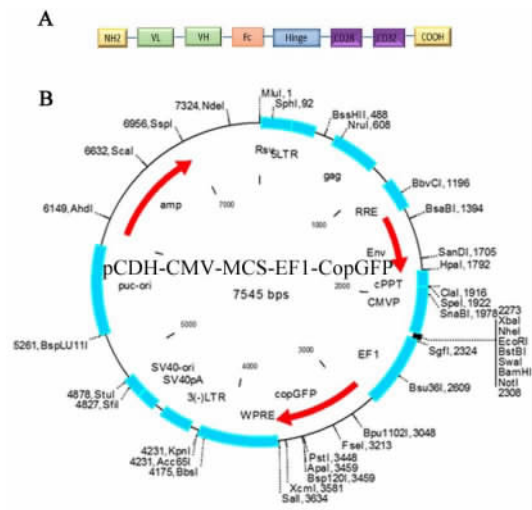 A
NH2 VL VH Fc Hinge CD28 CD3Z COOH
B
MluI, 1
SphI, 92
BssHII, 488
NruI, 608
BbvCI, 1196
BsaBI, 1394
SanDI, 1705
HpaI, 1792
ClaI, 1916
SpeI, 1922
SnaBI, 1978
2273
XbaI
NheI
EcoRI
BstBI
SwaI
BamHI
NotI
2308
SgfI, 2324
Bsu36I, 2609
Bpu1102I, 3048
FseI, 3213
PstI, 3448
ApaI, 3459
Bsp120I, 3459
XcmI, 3581
SalI, 3634
4175, BbsI
4231, Acc65I
4231, KpnI
4827, SfiI
4878, StuI
5261, BspLU11I
6149, AhdI
6632, ScaI
6956, SspI
7324, NdeI
Rsv
5LTR
gag
RRE
Env
cPPT
CMVP
EF1
copGFP
WPRE
3(-)LTR
SV40pA
SV40-ori
puc-ori
amp
pCDH-CMV-MCS-EF1-CopGFP
7545 bps
1000
2000
3000
4000
5000
7000